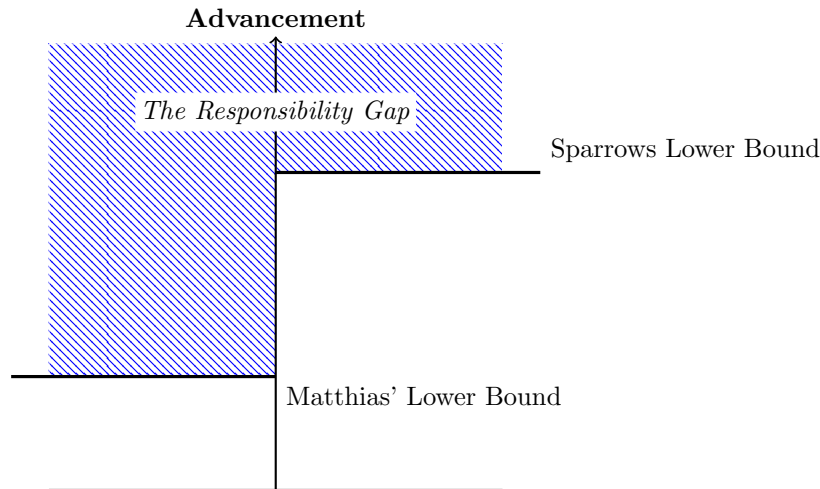 Advancement
The Responsibility Gap
Sparrows Lower Bound
Matthias’ Lower Bound